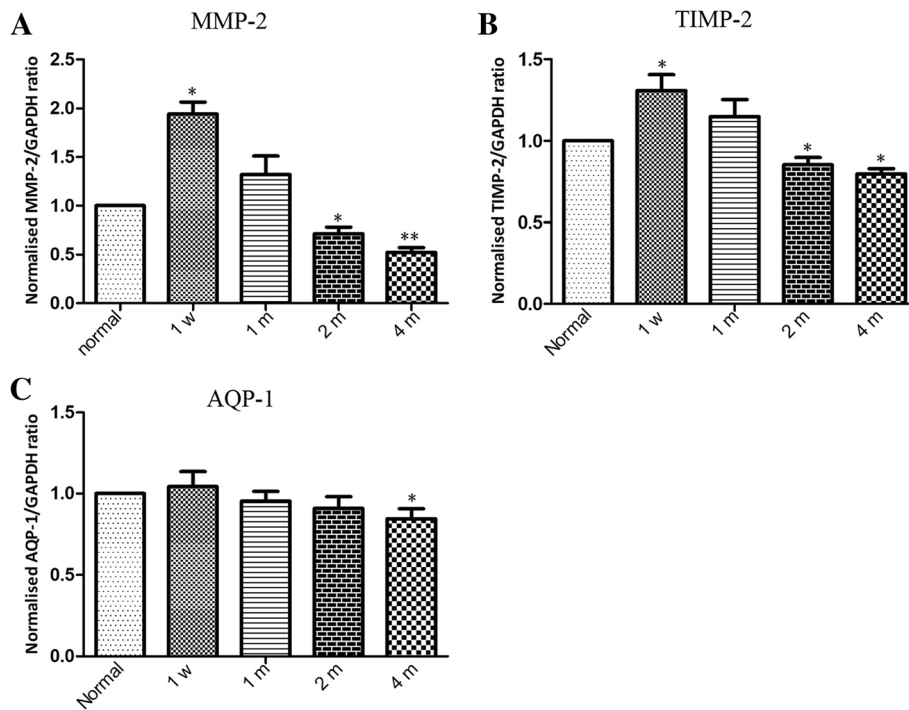 A
MMP-2
Normalised MMP-2/GAPDH ratio
2.5
2.0
1.5
1.0
0.5
0.0
*
*
**
normal
1 w
1 m
2 m
4 m
B
TIMP-2
Normalised TIMP-2/GAPDH ratio
1.5
1.0
0.5
0.0
*
*
*
Normal
1 w
1 m
2 m
4 m
C
AQP-1
Normalised AQP-1/GAPDH ratio
1.5
1.0
0.5
0.0
*
Normal
1 w
1 m
2 m
4 m